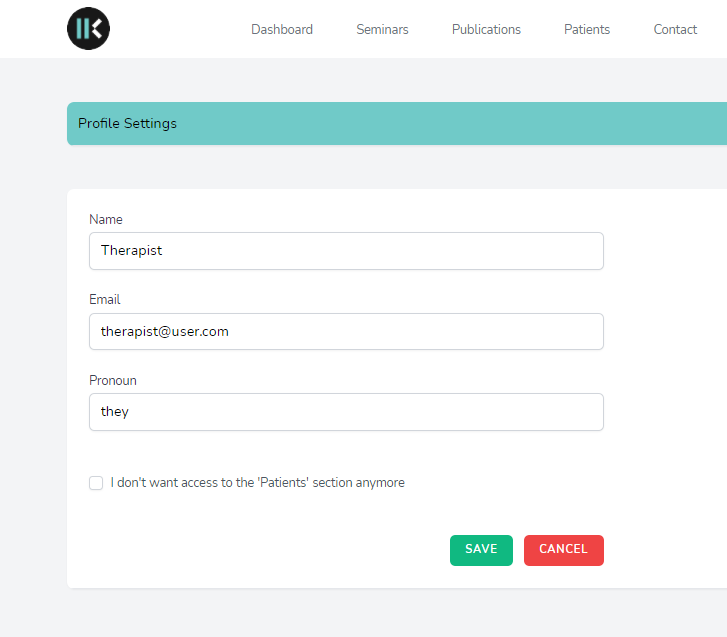 Dashboard Seminars Publications Patients Contact
Profile Settings
Name
Therapist
Email
therapist@user.com
Pronoun
they
I don't want access to the 'Patients' section anymore
SAVE CANCEL